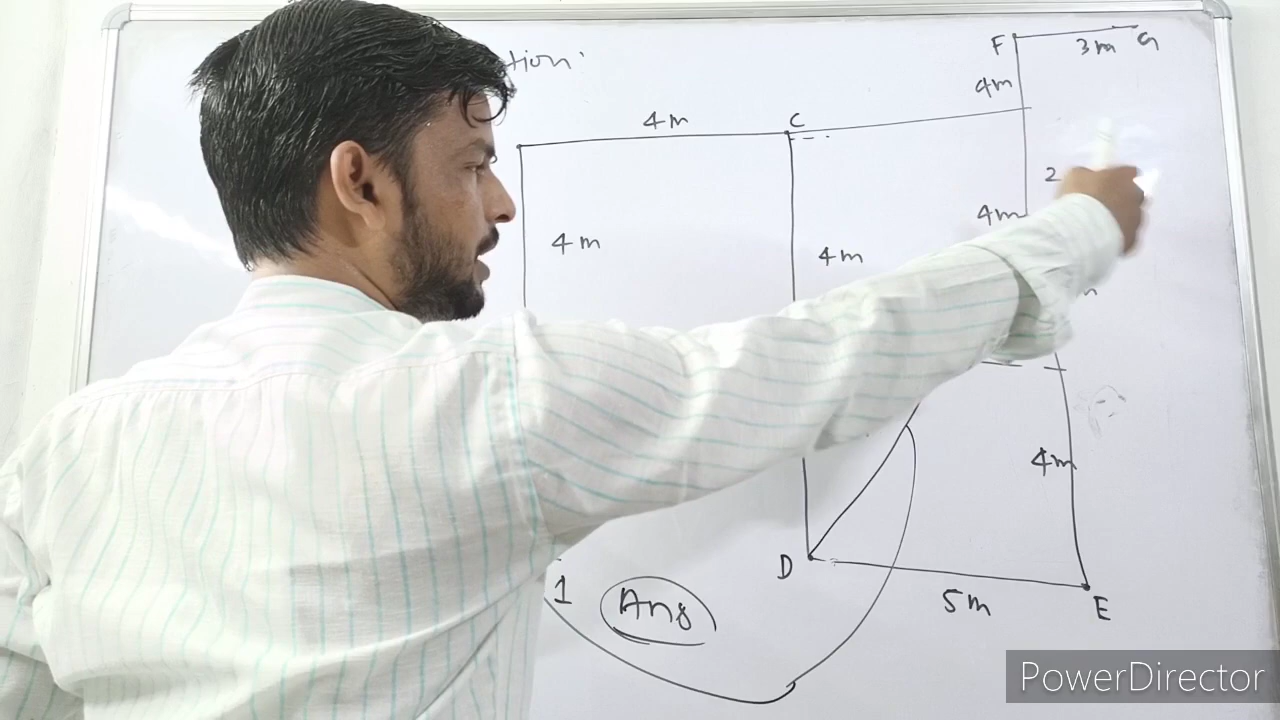 tion.
F 3m G
4m
4m C
2
4m
4m 4m
4m
D
5m E
1 Ans
PowerDirector